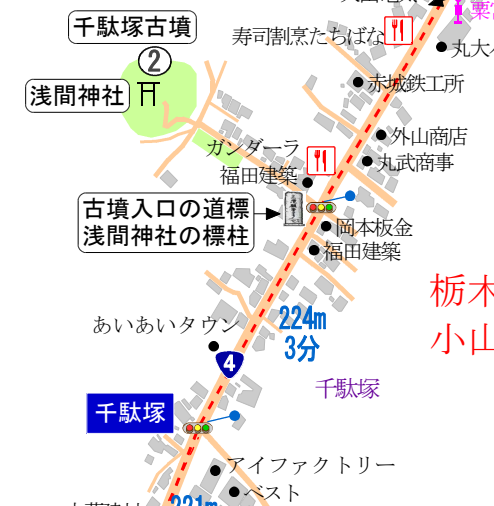 千駄塚古墳
2
浅間神社
寿司割烹たちばな
丸大
赤城鉄工所
外山商店
丸武商事
ガンダーラ
福田建築
古墳入口の道標
浅間神社の標柱
岡本板金
福田建築
栃木
小山
224m
3分
あいあいタウン
4
千駄塚
千駄塚
アイファクトリー
ベスト
221m